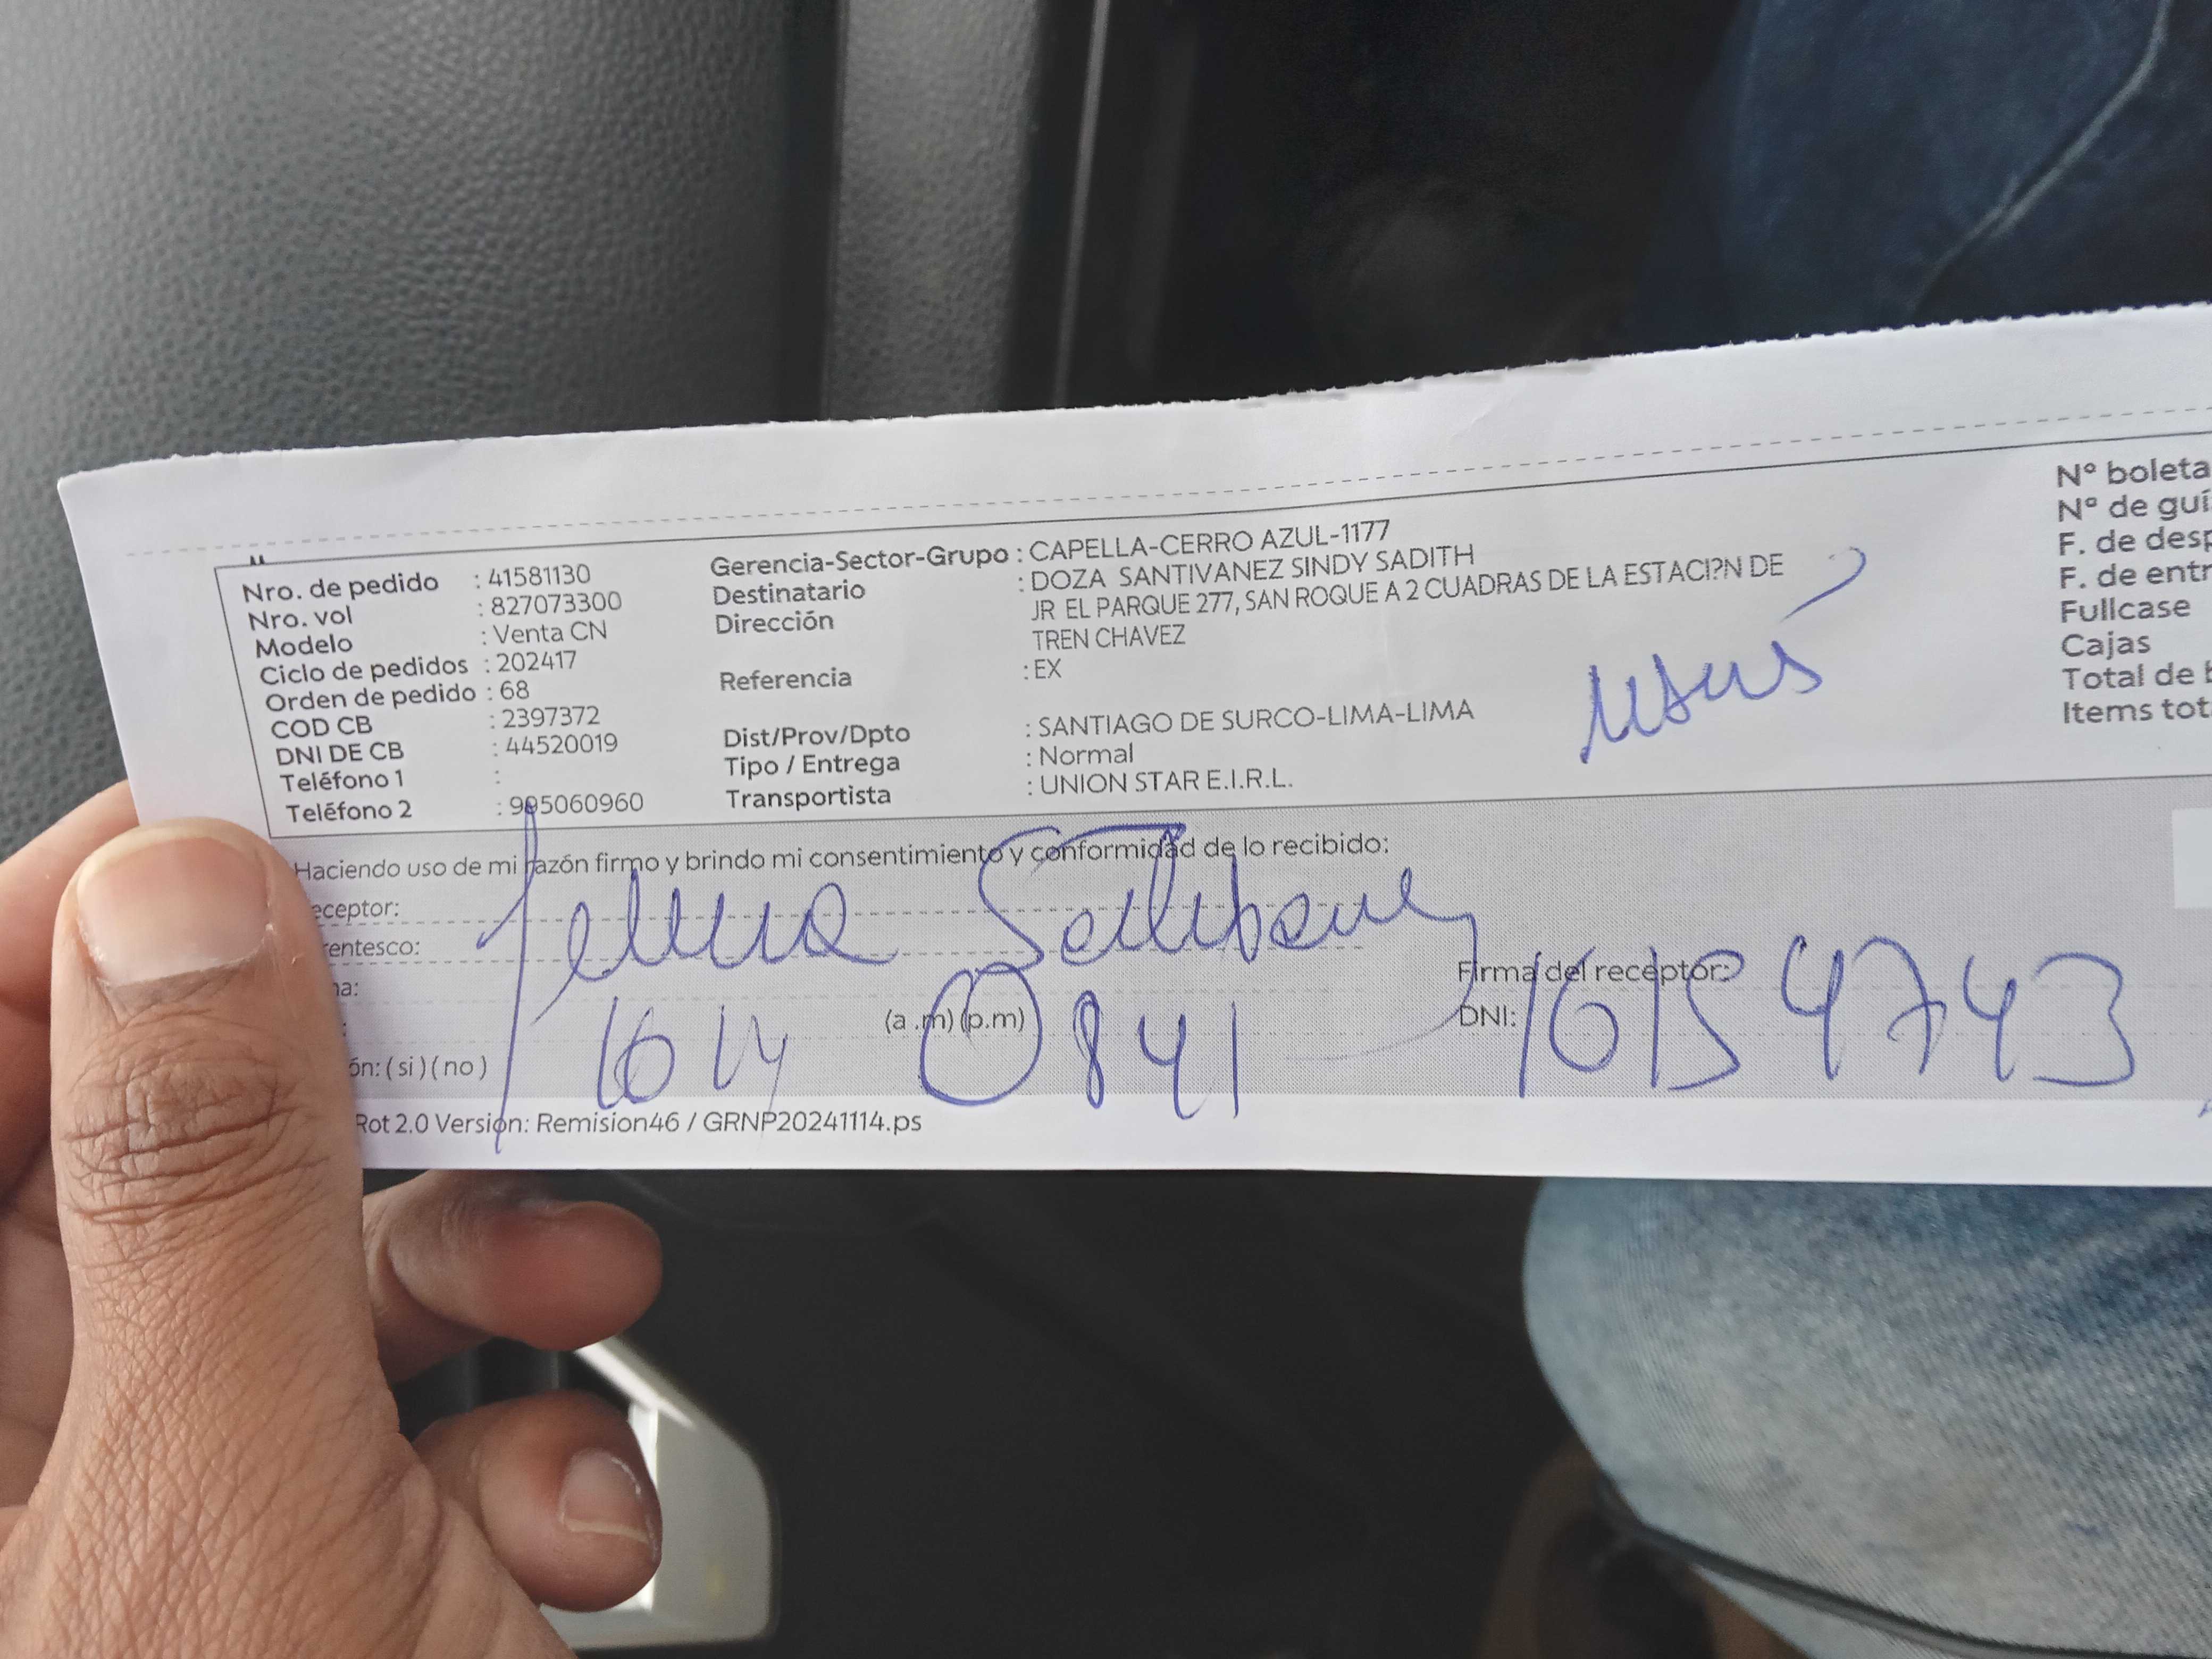 Nro. de pedido : 41581130
Nro. vol : 827073300
Modelo : Venta CN
Ciclo de pedidos : 202417
Orden de pedido : 68
COD CB : 2397372
DNI DE CB : 44520019
Teléfono 1 :
Teléfono 2 : 995060960
Gerencia-Sector-Grupo : CAPELLA-CERRO AZUL-1177
Destinatario : DOZA SANTIVANEZ SINDY SADITH
Dirección JR EL PARQUE 277, SAN ROQUE A 2 CUADRAS DE LA ESTACI?N DE
TREN CHAVEZ
Referencia : EX
Dist/Prov/Dpto : SANTIAGO DE SURCO-LIMA-LIMA
Tipo / Entrega : Normal
Transportista : UNION STAR E.I.R.L.
Nº boleta
Nº de guí
F. de desp
F. de entr
Fullcase
Cajas
Total de b
Items tot
Haciendo uso de mi razón firmo y brindo mi consentimiento y conformidad de lo recibido:
eceptor:
rentesco:
na:
(a .m) (p.m)
Firma del receptor:
DNI: 16154743
ón: ( si ) ( no )
Rot 2.0 Version: Remision46 / GRNP20241114.ps